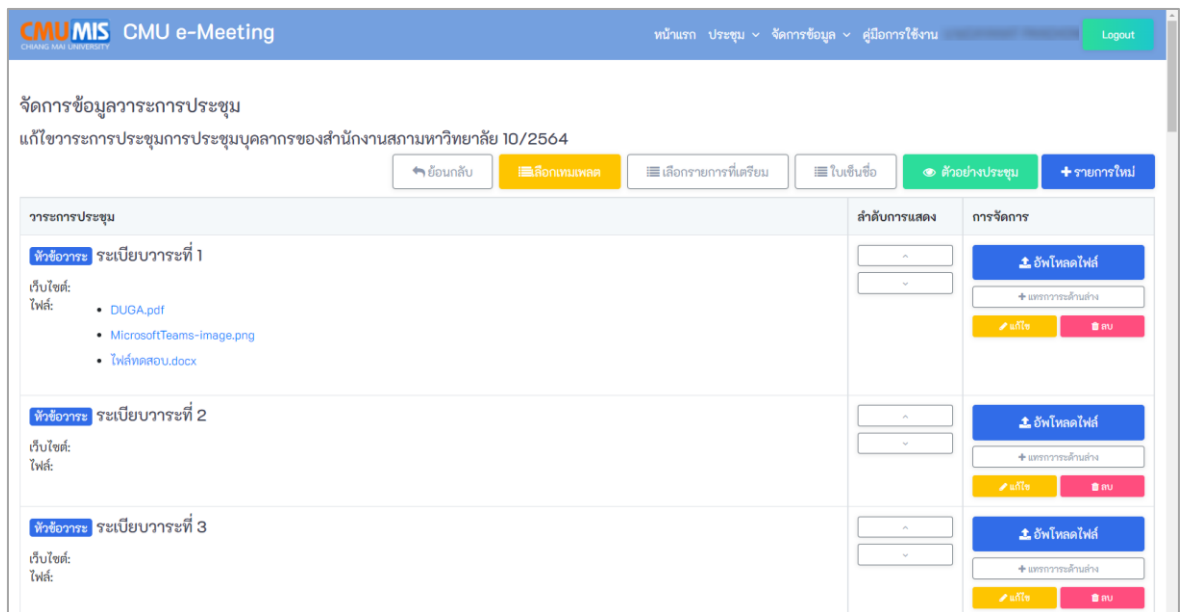 CMU MIS CMU e-Meeting หน้าแรก ประชุม จัดการข้อมูล คู่มือการใช้งาน Logout
CHIANG MAI UNIVERSITY
จัดการข้อมูลวาระการประชุม
แก้ไขวาระการประชุมการประชุมบุคลากรของสำนักงานสภามหาวิทยาลัย 10/2564
ย้อนกลับ เลือกเทมเพลต เลือกรายการที่เตรียม ใบเซ็นชื่อ ตัวอย่างประชุม + รายการใหม่
วาระการประชุม ลำดับการแสดง การจัดการ
หัวข้อวาระ ระเบียบวาระที่ 1 อัพโหลดไฟล์
เว็บไซต์:
ไฟล์: + แทรกวาระด้านล่าง
• DUGA.pdf
แก้ไข ลบ
• MicrosoftTeams-image.png
• ไฟล์ทดสอบ.docx
หัวข้อวาระ ระเบียบวาระที่ 2 อัพโหลดไฟล์
เว็บไซต์: + แทรกวาระด้านล่าง
ไฟล์:
แก้ไข ลบ
หัวข้อวาระ ระเบียบวาระที่ 3 อัพโหลดไฟล์
เว็บไซต์: + แทรกวาระด้านล่าง
ไฟล์:
แก้ไข ลบ